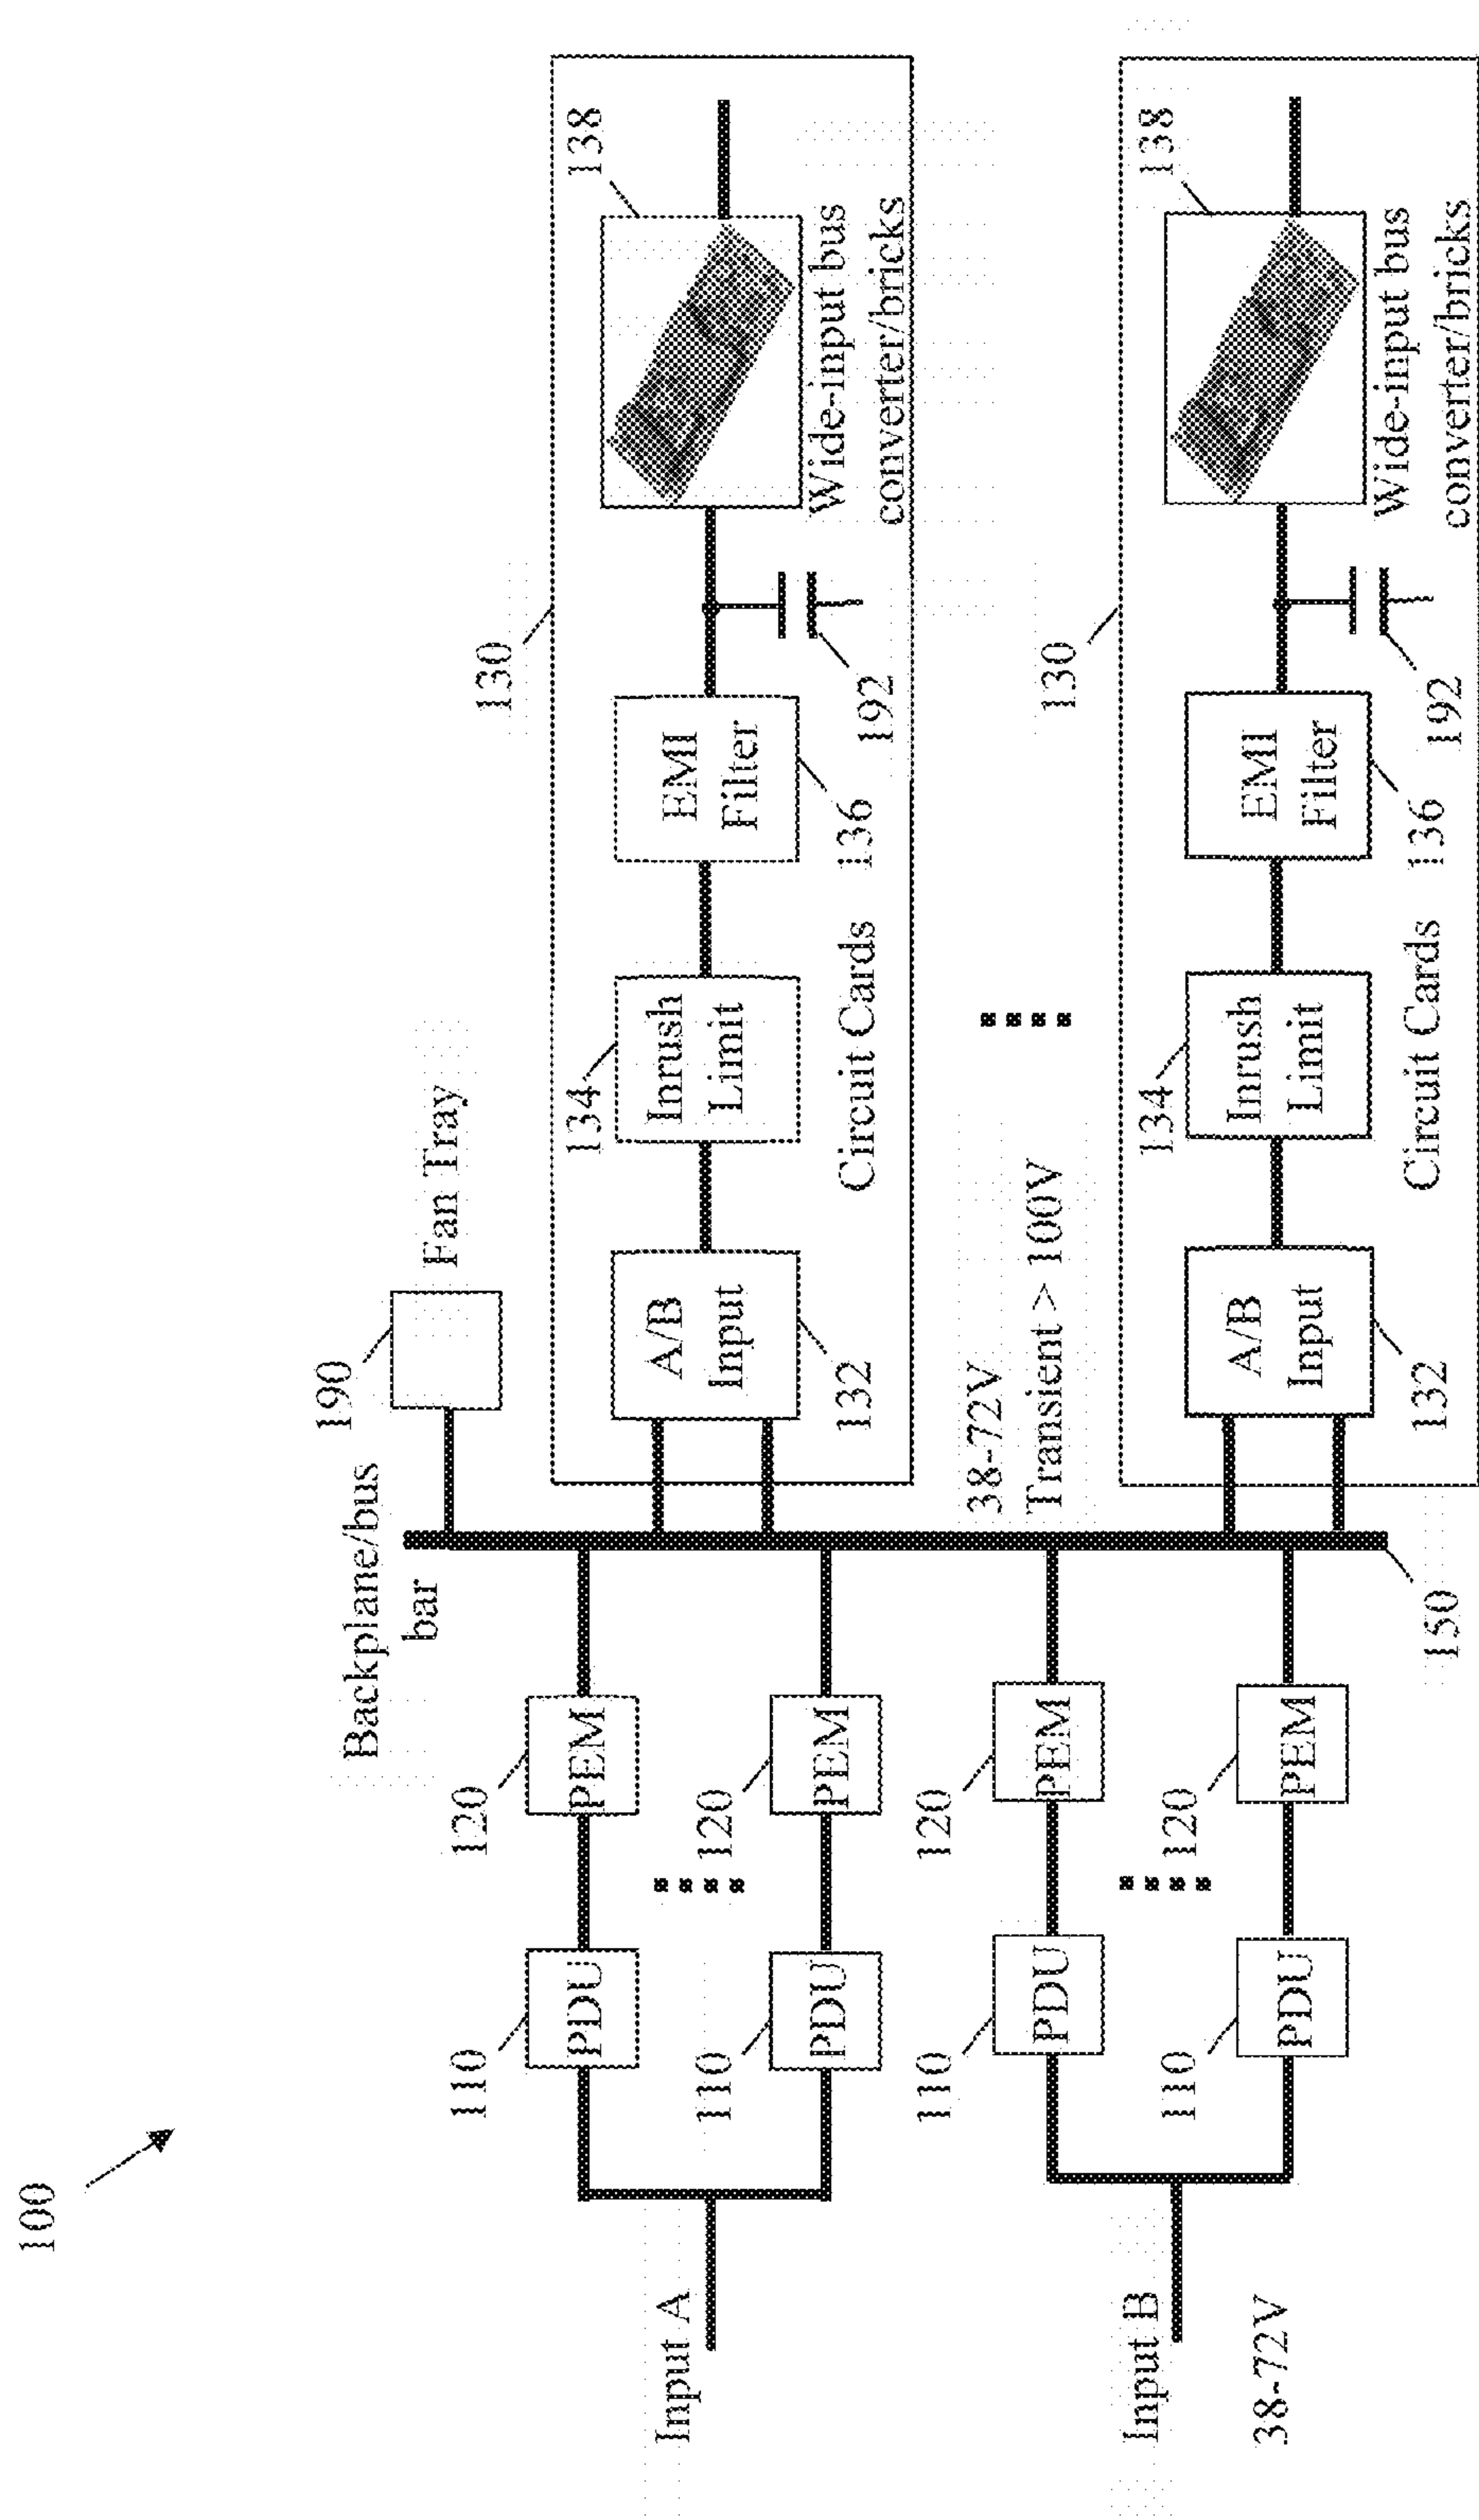 100
Input A
Input B
38-72V
110
PDU
120
PEM
110
PDU
120
PEM
110
PDU
120
PEM
110
PDU
120
PEM
Backplane/bus
bar
150
190
Fan Tray
130
A/B
Input
132
134
Inrush
Limit
EMI
Filter
136
192
138
Wide-input bus
converter/bricks
Circuit Cards
38-72V
Transient > 100V
130
A/B
Input
132
134
Inrush
Limit
EMI
Filter
136
192
138
Wide-input bus
converter/bricks
Circuit Cards